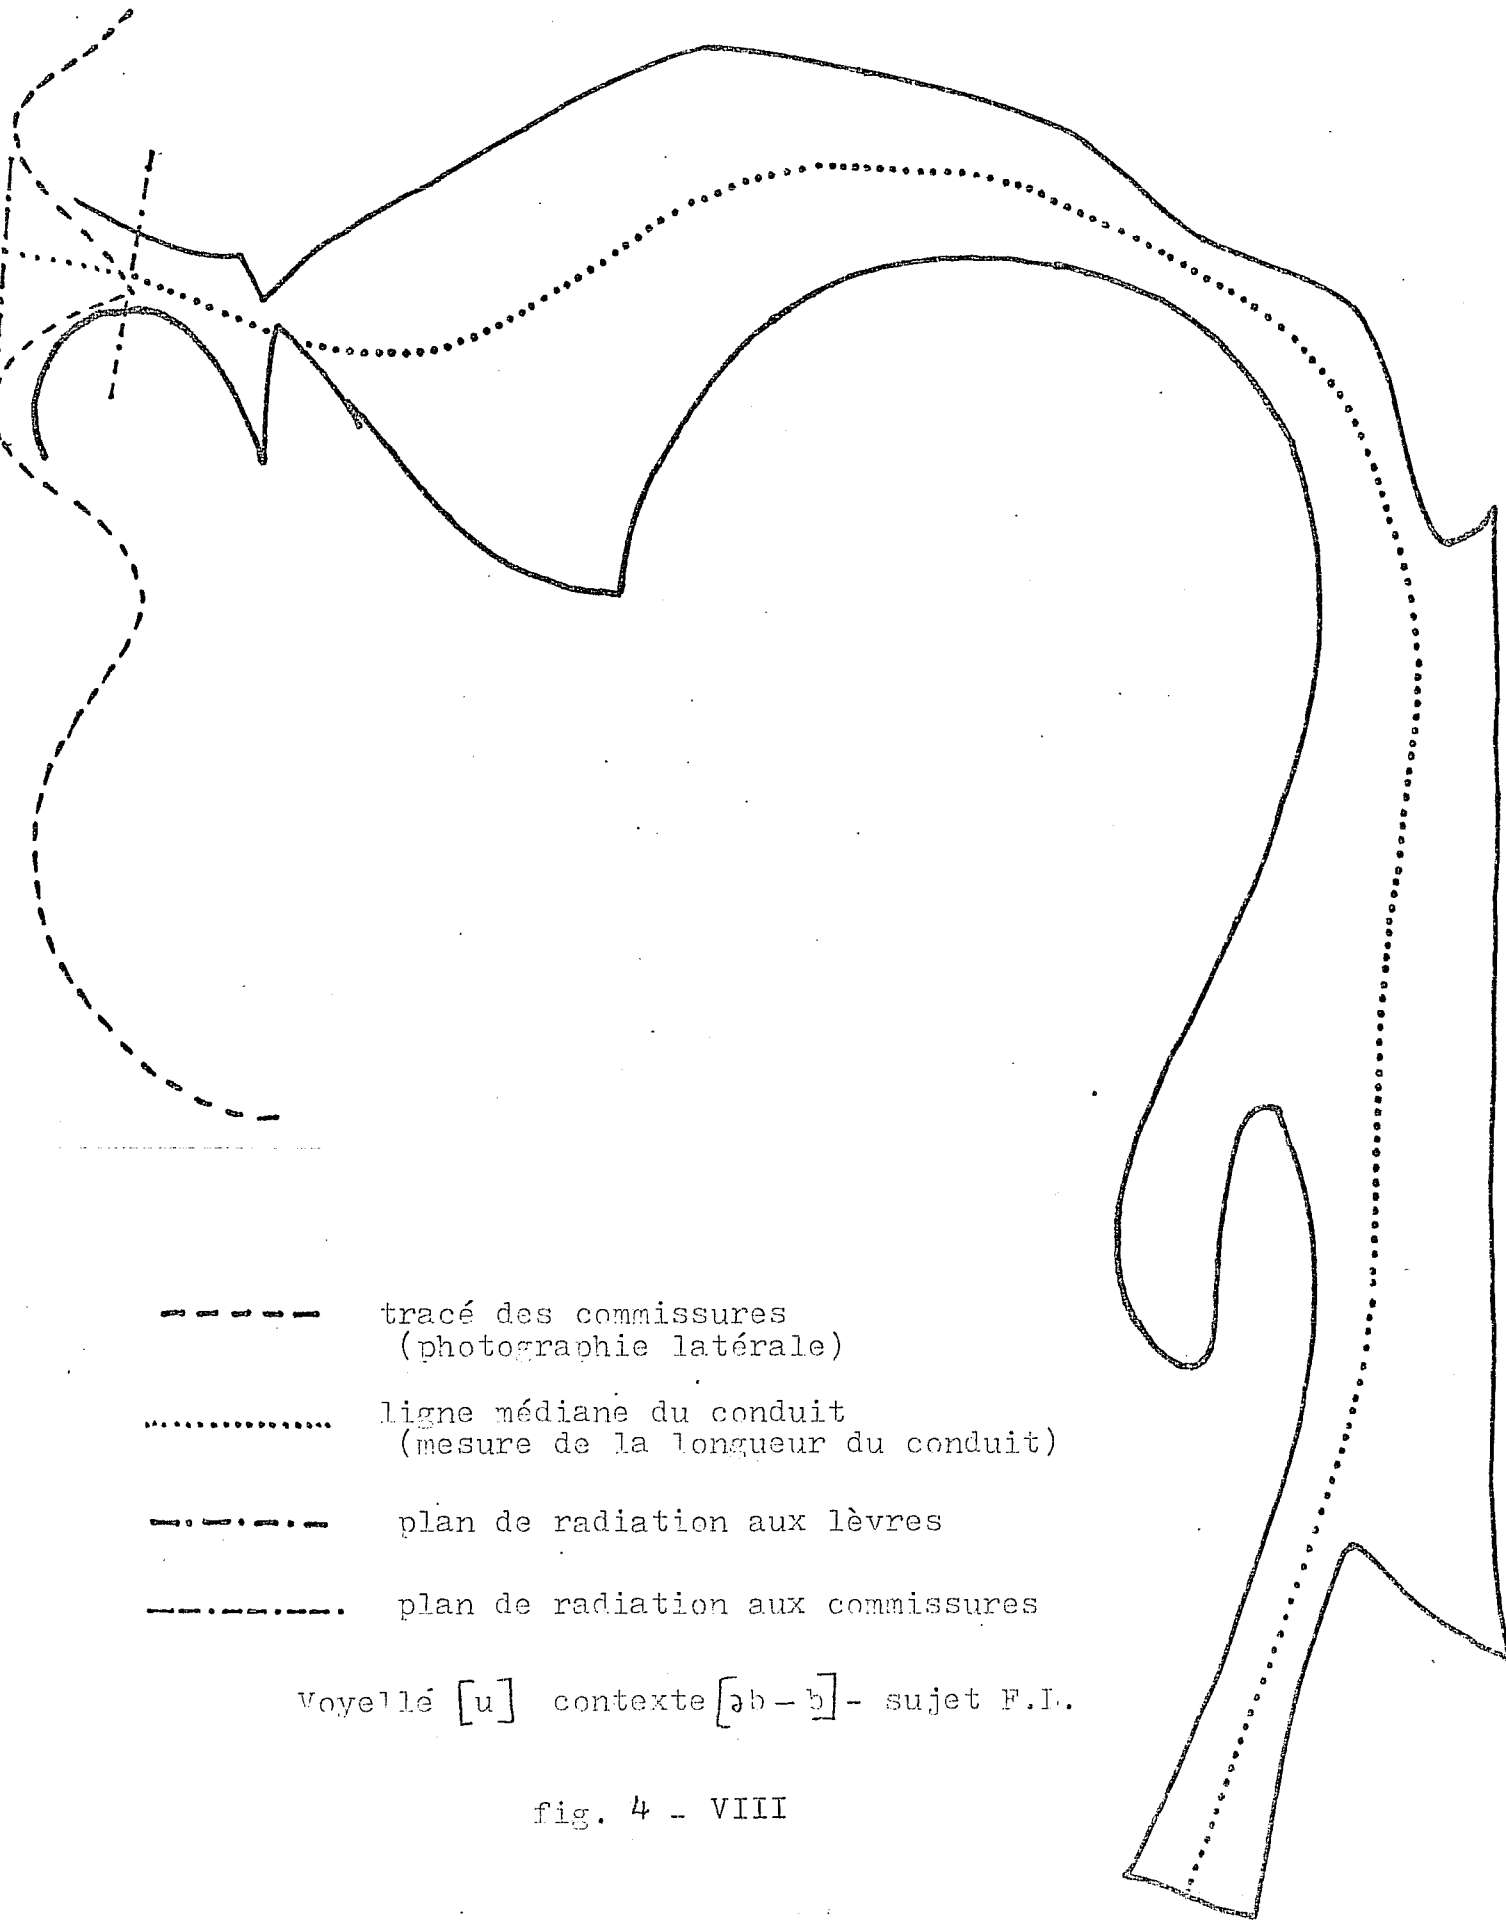 tracé des commissures
(photographie latérale)
ligne médiane du conduit
(mesure de la longueur du conduit)
plan de radiation aux lèvres
plan de radiation aux commissures
Voyelle [u] contexte [əb – b] - sujet F.L.
fig. 4 - VIII